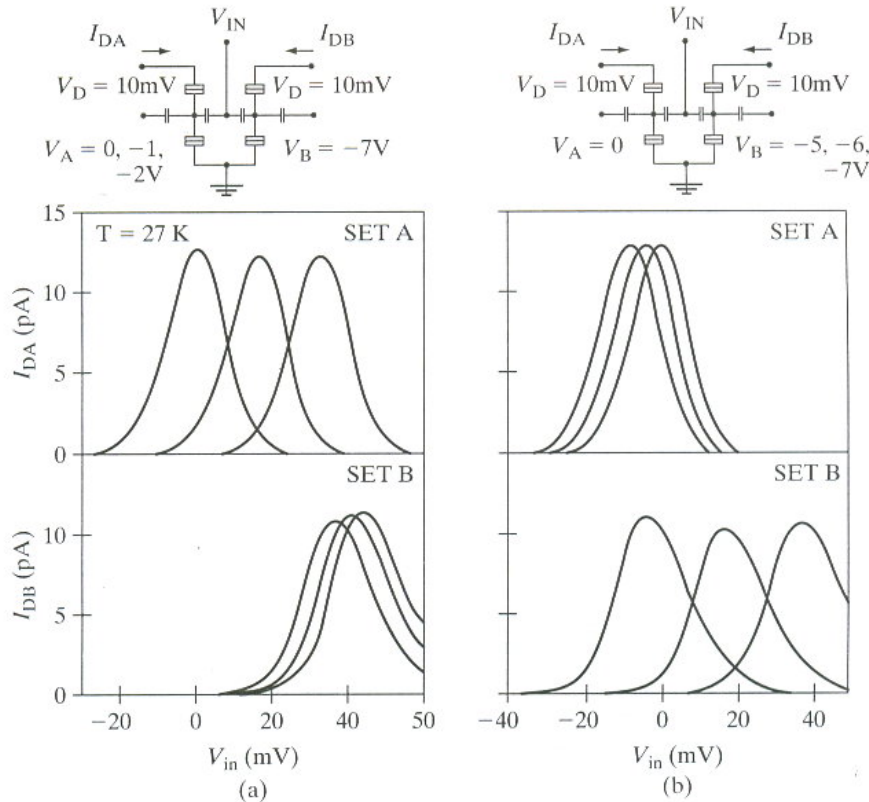 V_IN
I_DA I_DB
V_D = 10mV V_D = 10mV
V_A = 0, −1, −2V
V_B = −7V
T = 27 K SET A
15
10
5
0
I_DA (pA)
SET B
10
5
0
I_DB (pA)
−20 0 20 40 50
V_in (mV)
(a)
V_IN
I_DA I_DB
V_D = 10mV V_D = 10mV
V_A = 0
V_B = −5, −6, −7V
SET A
SET B
−40 −20 0 20 40
V_in (mV)
(b)